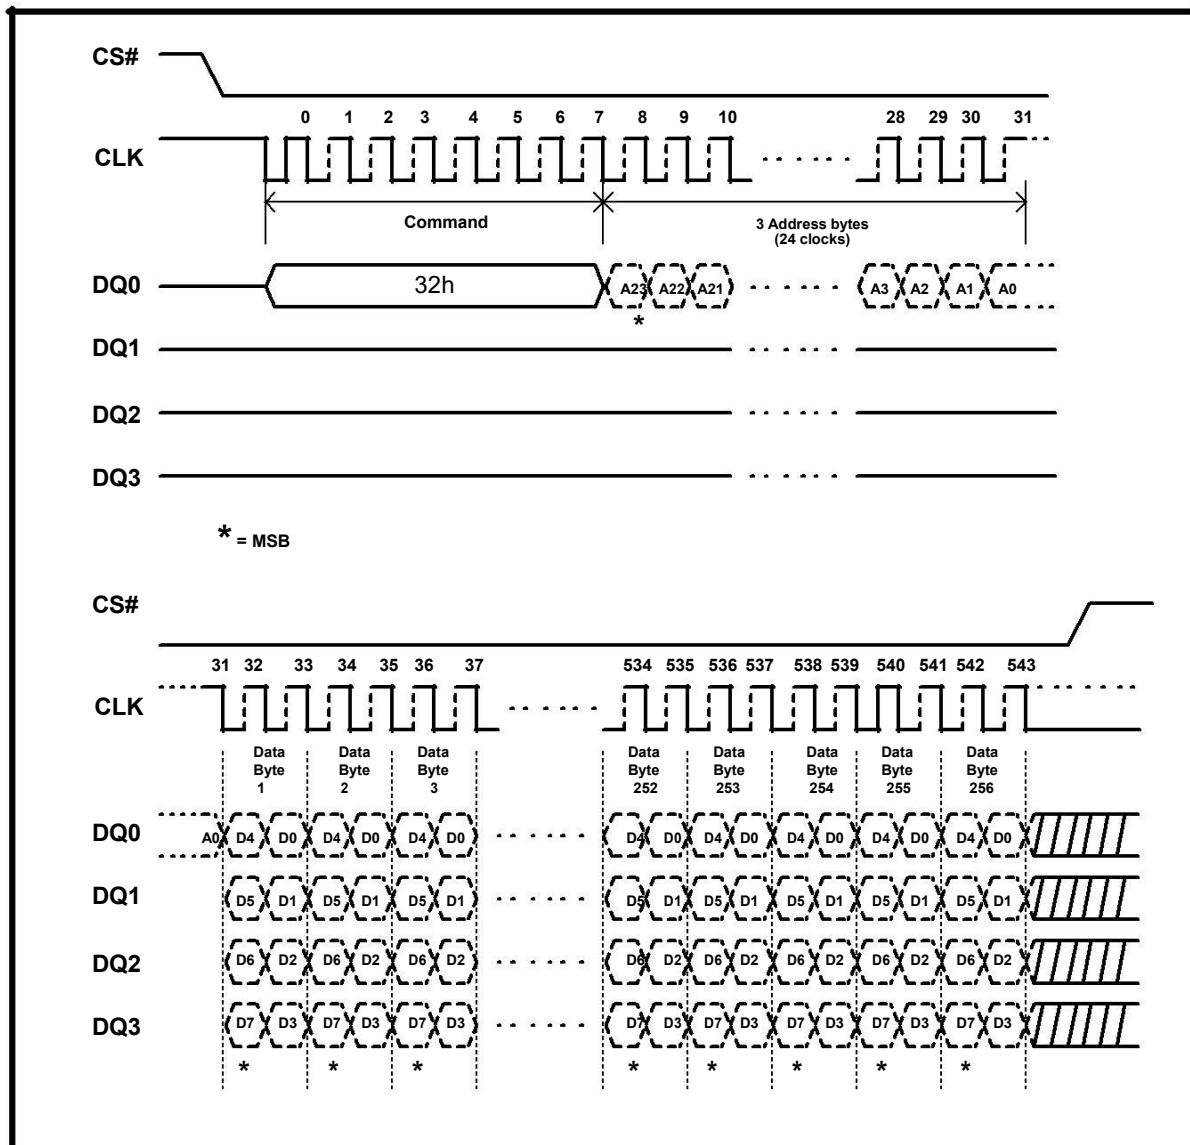 CS#
0 1 2 3 4 5 6 7 8 9 10 28 29 30 31
CLK
Command
3 Address bytes
(24 clocks)
DQ0 32h A23 A22 A21 A3 A2 A1 A0
*
DQ1
DQ2
DQ3
* = MSB
CS#
31 32 33 34 35 36 37 534 535 536 537 538 539 540 541 542 543
CLK
Data Data Data Data Data Data Data Data
Byte Byte Byte Byte Byte Byte Byte Byte
1 2 3 252 253 254 255 256
DQ0 A0 D4 D0 D4 D0 D4 D0 D4 D0 D4 D0 D4 D0 D4 D0 D4 D0
DQ1 D5 D1 D5 D1 D5 D1 D5 D1 D5 D1 D5 D1 D5 D1 D5 D1
DQ2 D6 D2 D6 D2 D6 D2 D6 D2 D6 D2 D6 D2 D6 D2 D6 D2
DQ3 D7 D3 D7 D3 D7 D3 D7 D3 D7 D3 D7 D3 D7 D3 D7 D3
* * * * * * * *